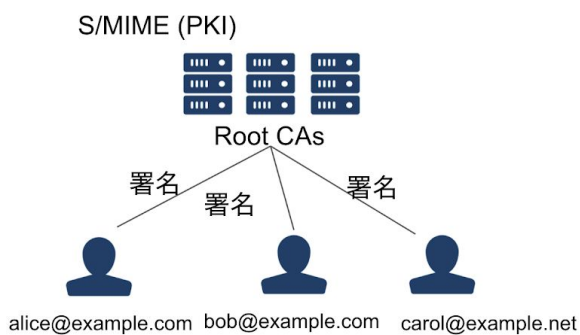 S/MIME (PKI)
Root CAs
署名
署名
署名
alice@example.com
bob@example.com
carol@example.net